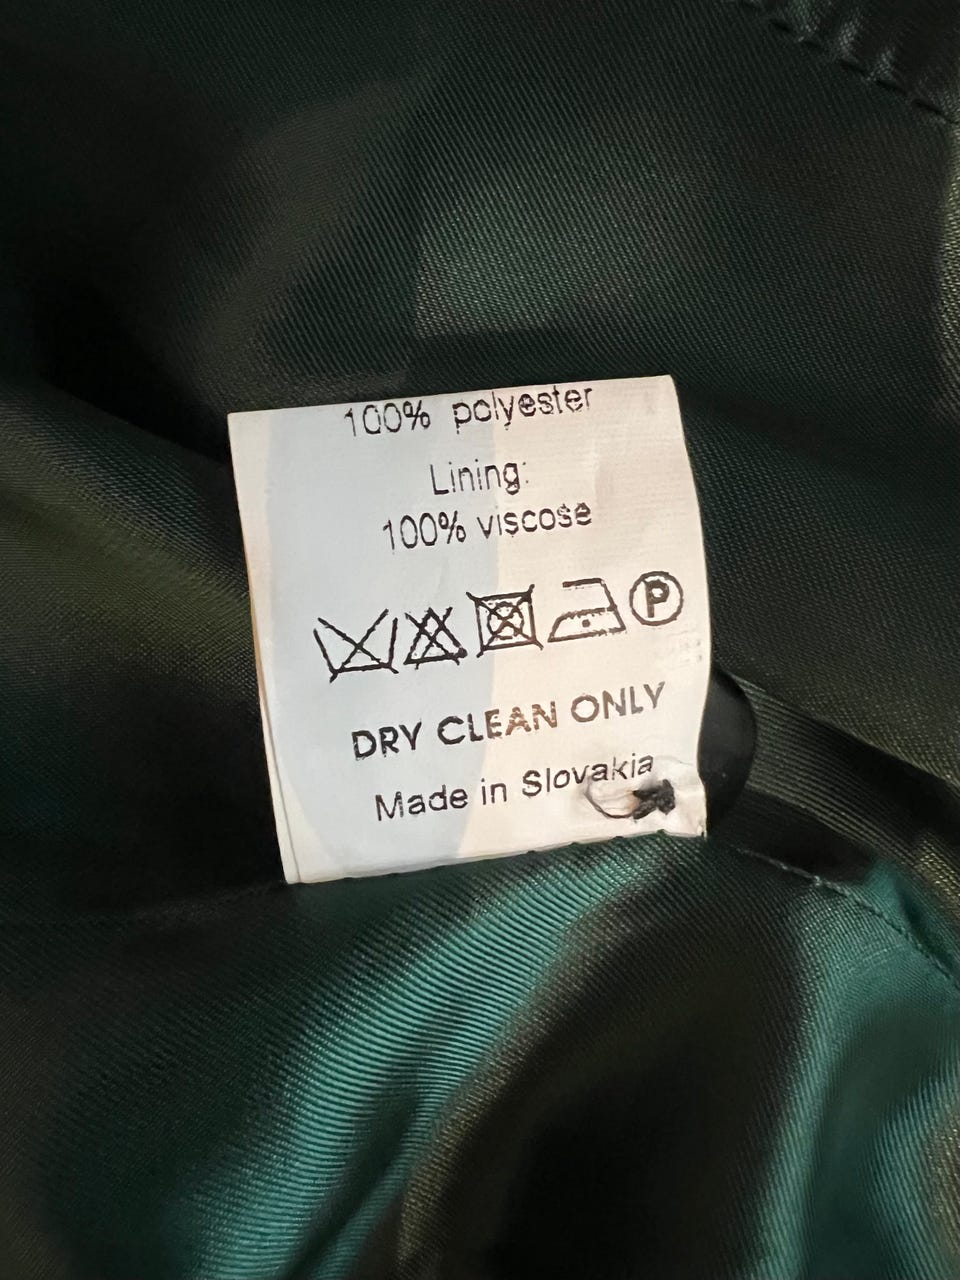 100% polyester
Lining:
100% viscose
P
DRY CLEAN ONLY
Made in Slovakia